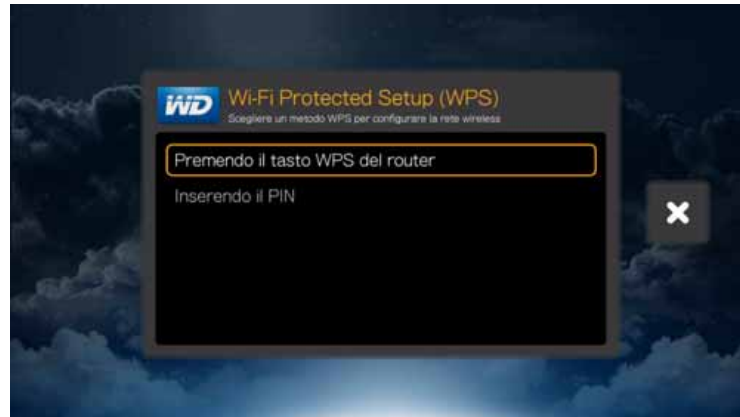 WD
Wi-Fi Protected Setup (WPS)
Scegliere un metodo WPS per configurare la rete wireless
Premendo il tasto WPS del router
Inserendo il PIN